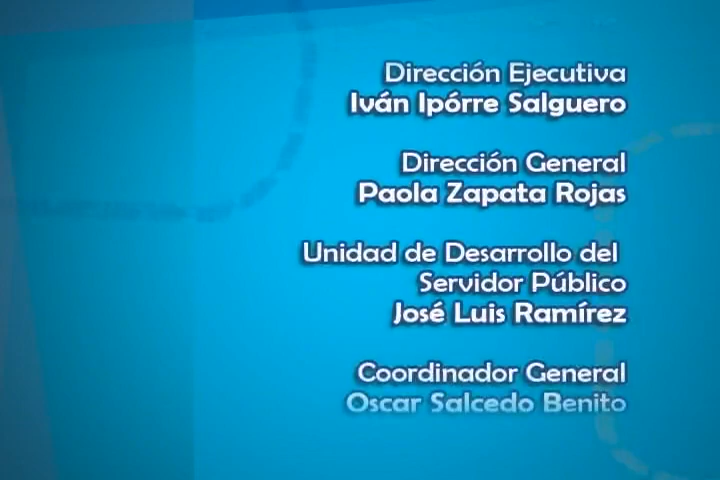 Dirección Ejecutiva
Iván Ipórre Salguero
Dirección General
Paola Zapata Rojas
Unidad de Desarrollo del
Servidor Público
José Luis Ramírez
Coordinador General
Oscar Salcedo Benito